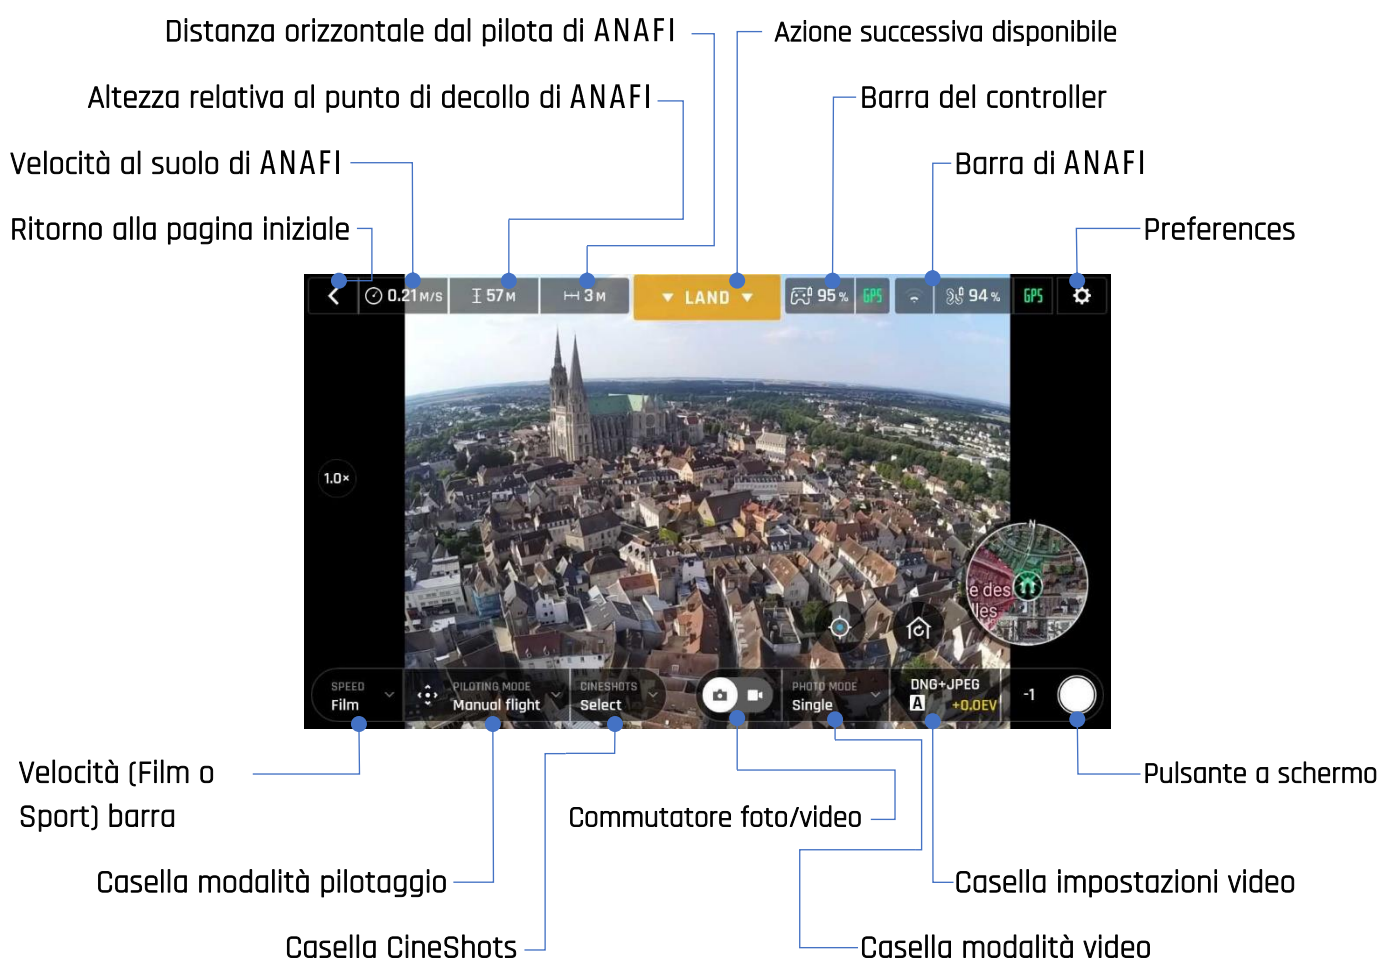 Distanza orizzontale dal pilota di ANAFI
Azione successiva disponibile
Altezza relativa al punto di decollo di ANAFI
Barra del controller
Velocità al suolo di ANAFI
Barra di ANAFI
Ritorno alla pagina iniziale
Preferences
0.21 M/S
57 M
3 M
LAND
95 %
GPS
94 %
GPS
1.0×
N
e des
lles
SPEED
Film
PILOTING MODE
Manual flight
CINESHOTS
Select
PHOTO MODE
Single
DNG+JPEG
A +0.0EV
-1
Velocità (Film o
Sport) barra
Pulsante a schermo
Commutatore foto/video
Casella modalità pilotaggio
Casella impostazioni video
Casella CineShots
Casella modalità video